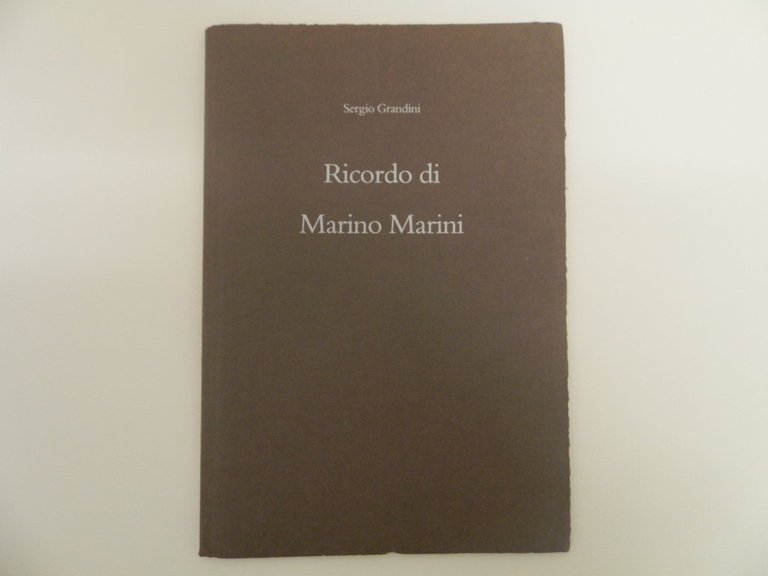 Sergio Grandini
Ricordo di
Marino Marini